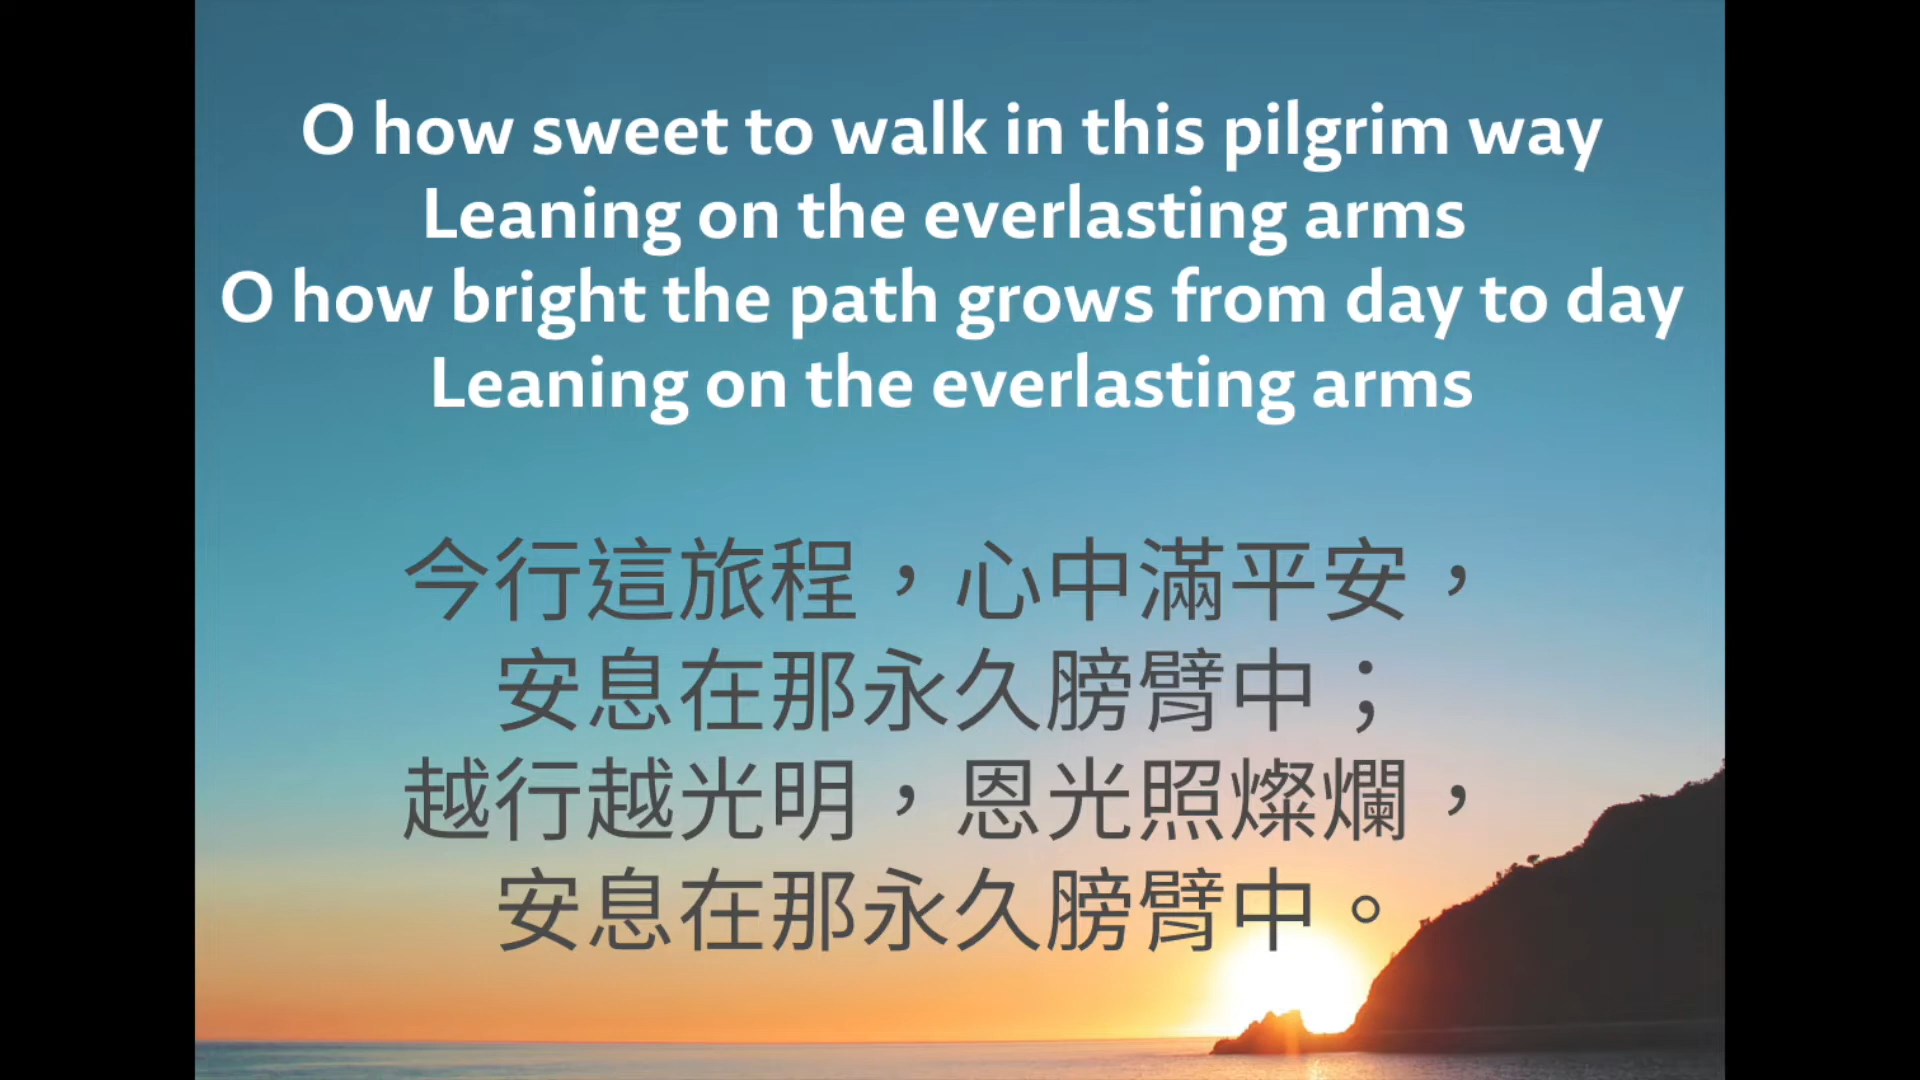 O how sweet to walk in this pilgrim way
Leaning on the everlasting arms
O how bright the path grows from day to day
Leaning on the everlasting arms
今行這旅程，心中滿平安，
安息在那永久膀臂中；
越行越光明，恩光照燦爛，
安息在那永久膀臂中。